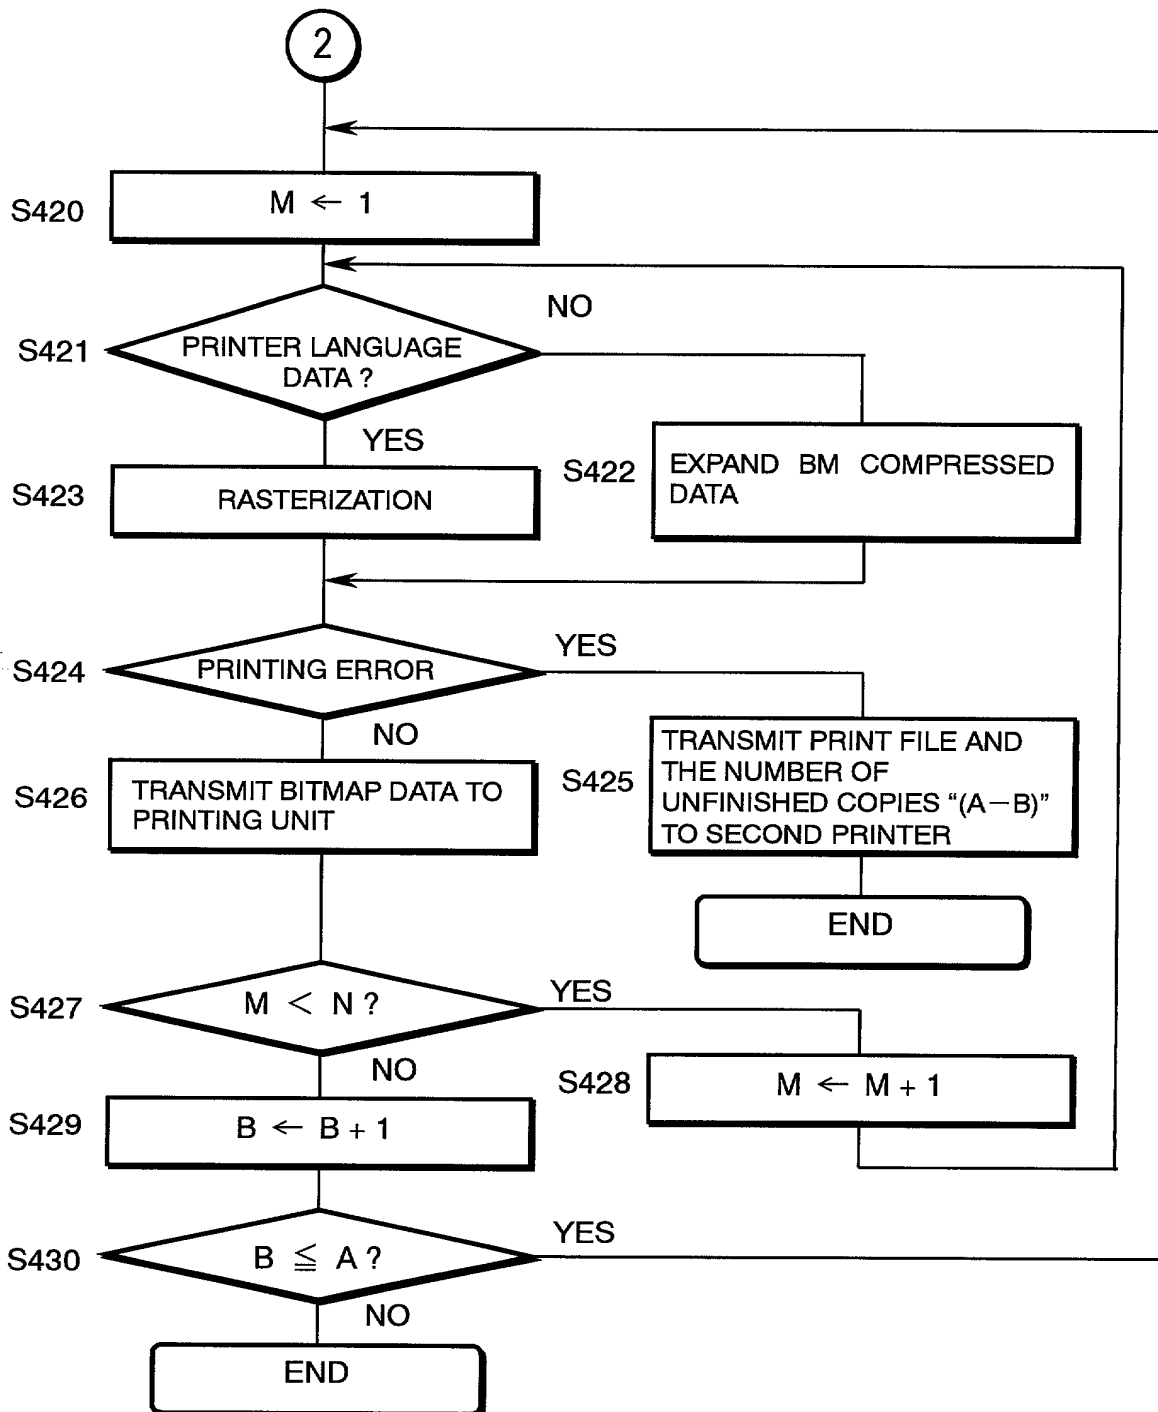 2
S420
M ← 1
NO
S421
PRINTER LANGUAGE
DATA ?
YES
S423
RASTERIZATION
S422
EXPAND BM COMPRESSED
DATA
S424
PRINTING ERROR
YES
NO
S425
TRANSMIT PRINT FILE AND
THE NUMBER OF
UNFINISHED COPIES “(A—B)”
TO SECOND PRINTER
S426
TRANSMIT BITMAP DATA TO
PRINTING UNIT
END
S427
M < N ?
YES
NO
S428
M ← M + 1
S429
B ← B + 1
S430
B ≦ A ?
YES
NO
END